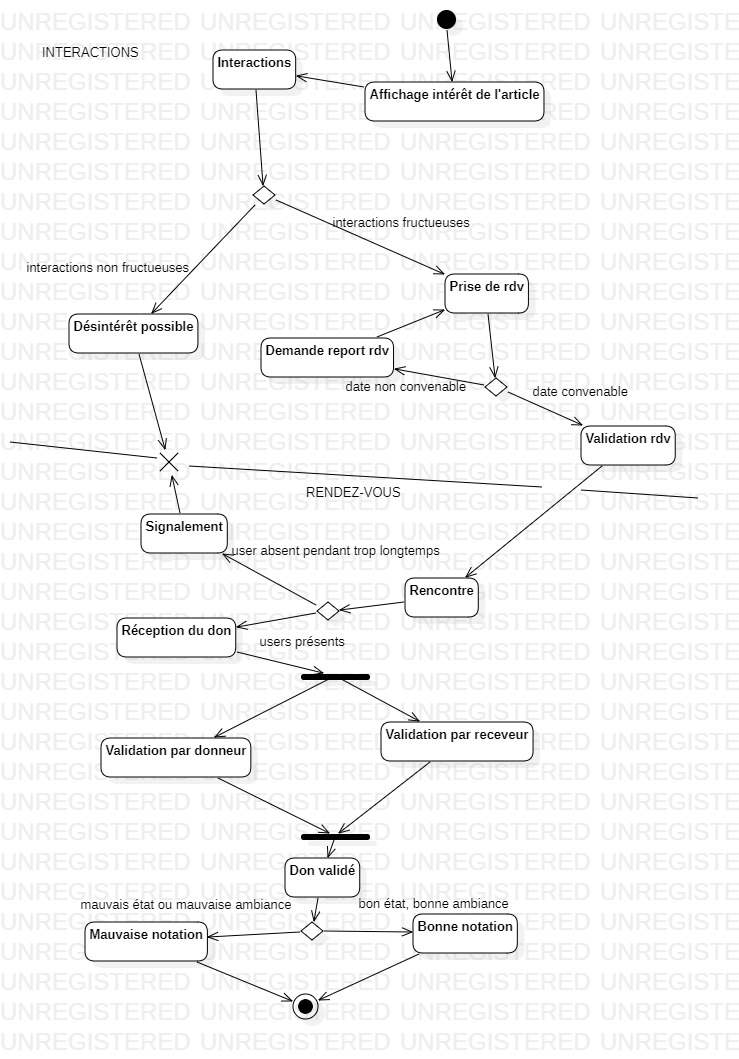 INTERACTIONS
Interactions
Affichage intérêt de l'article
interactions fructueuses
interactions non fructueuses
Prise de rdv
Désintérêt possible
Demande report rdv
date non convenable
date convenable
Validation rdv
RENDEZ-VOUS
Signalement
user absent pendant trop longtemps
Rencontre
Réception du don
users présents
Validation par donneur
Validation par receveur
Don validé
mauvais état ou mauvaise ambiance
bon état, bonne ambiance
Mauvaise notation
Bonne notation
UNREGISTERED